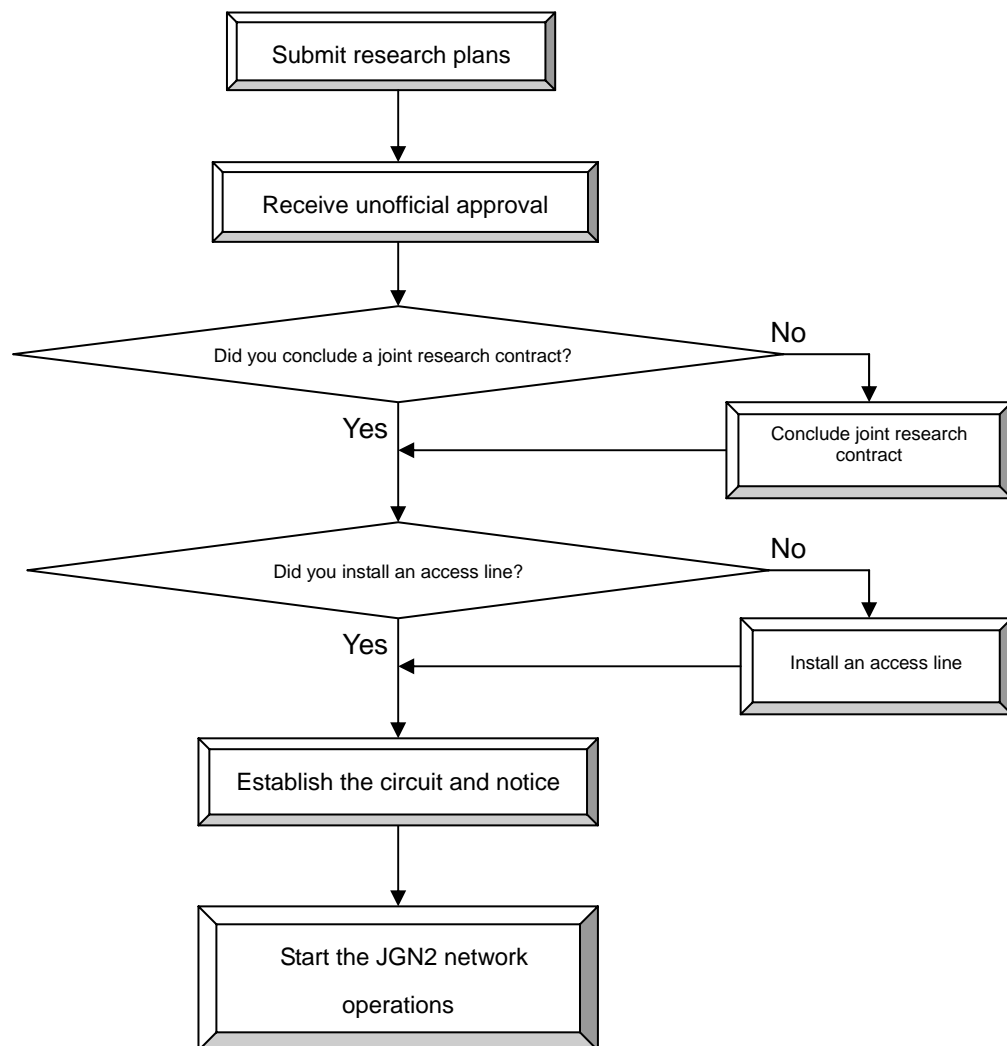 Submit research plans
Receive unofficial approval
Did you conclude a joint research contract?
No
Yes
Conclude joint research
contract
Did you install an access line?
No
Yes
Install an access line
Establish the circuit and notice
Start the JGN2 network
operations